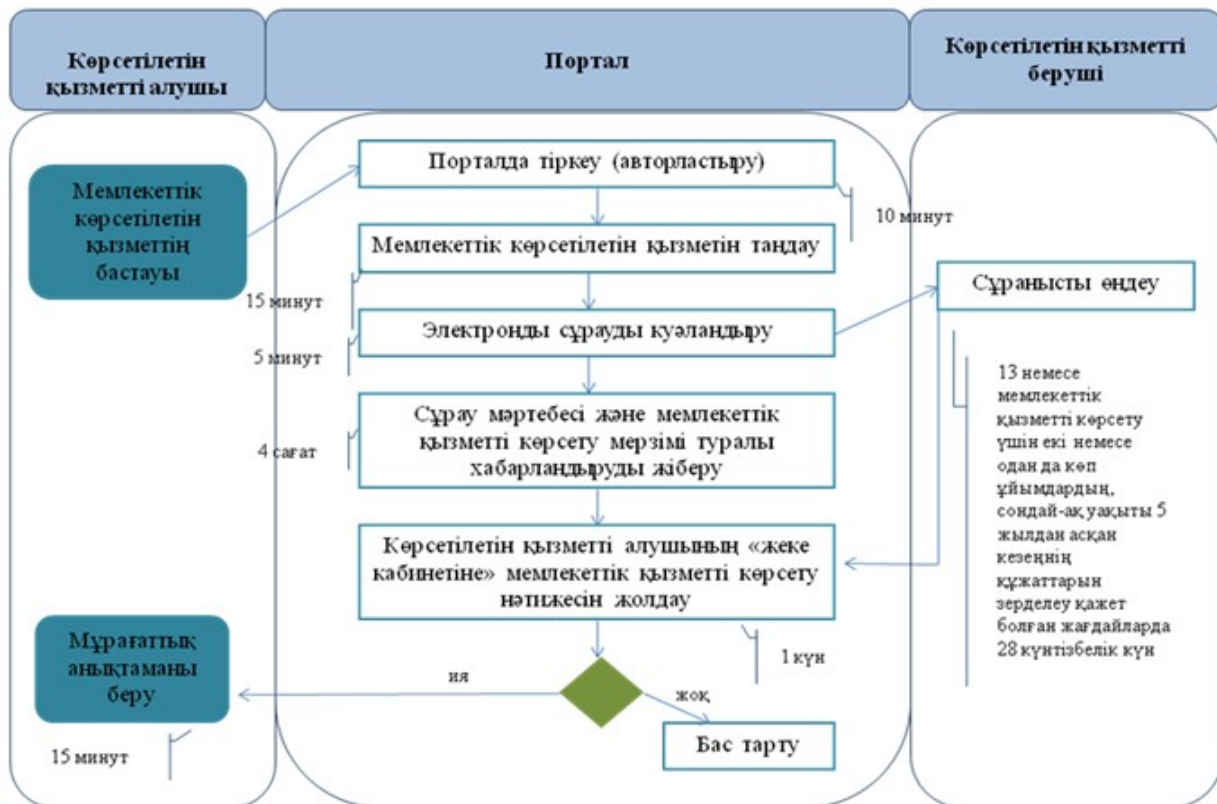 Көрсетілетін
қызметті алушы
Портал
Көрсетілетін қызметті
беруші
Мемлекеттік
көрсетілетін
қызметтің
бастауы
Порталда тіркеу (авторластыру)
10 минут
Мемлекеттік көрсетілетін қызметін таңдау
15 минут
Электронды сұрауды куәландыру
5 минут
Сұранысты өңдеу
Сұрау мәртебесі және мемлекеттік
қызметті көрсету мерзімі туралы
хабарландыруды жіберу
4 сағат
13 немесе
мемлекеттік
қызметті көрсету
үшін екі немесе
одан да көп
ұйымдардың,
сондай-ақ уақыты 5
жылдан асқан
кезеңнің
құжаттарын
зерделеу қажет
болған жағдайларда
28 күнтізбелік күн
Көрсетілетін қызметті алушының «жеке
кабинетіне» мемлекеттік қызметті көрсету
нәтижесін жолдау
1 күн
Мұрағаттық
анықтаманы
беру
ия
жоқ
Бас тарту
15 минут